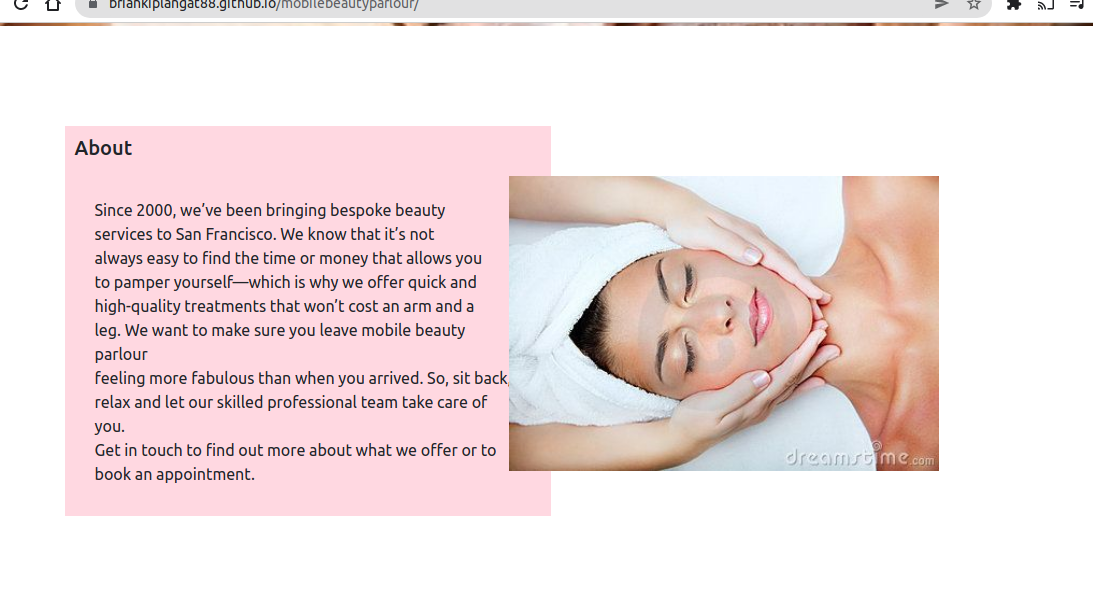 briankiplangat88.github.io/mobilebeautyparlour/
About
Since 2000, we’ve been bringing bespoke beauty
services to San Francisco. We know that it’s not
always easy to find the time or money that allows you
to pamper yourself—which is why we offer quick and
high-quality treatments that won’t cost an arm and a
leg. We want to make sure you leave mobile beauty
parlour
feeling more fabulous than when you arrived. So, sit back,
relax and let our skilled professional team take care of
you.
Get in touch to find out more about what we offer or to
book an appointment.
dreamstime.com